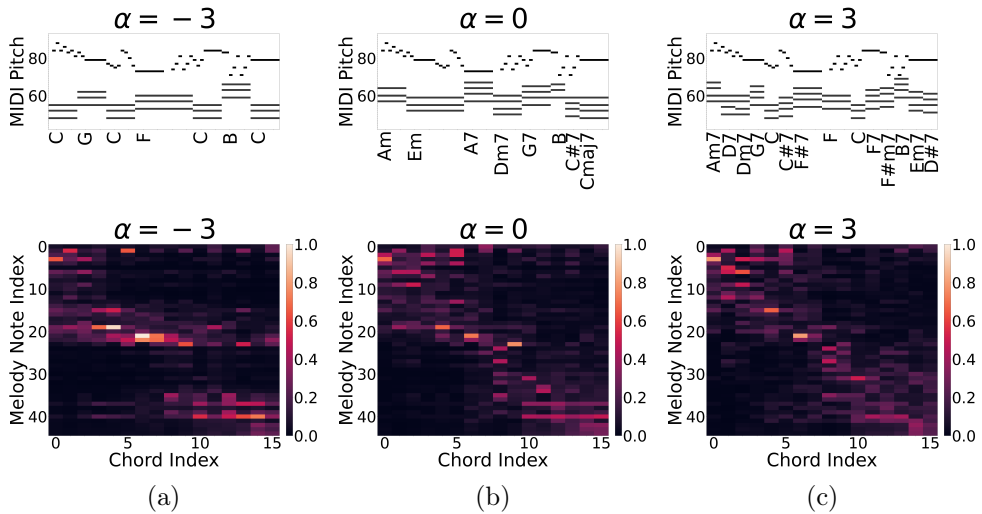 α = − 3
α = 0
α = 3
MIDI Pitch
80
60
C G C F C B C
MIDI Pitch
80
60
Am Em A7 Dm7 G7 B C#7 Cmaj7
MIDI Pitch
80
60
Am7 D7 Dm7 G7 C C#7 F#7 F C F7 F#m7 B7 Em7 D#7
α = − 3
α = 0
α = 3
Melody Note Index
0
10
20
30
40
0 5 10 15
Chord Index
1.0
0.8
0.6
0.4
0.2
0.0
Melody Note Index
0
10
20
30
40
0 5 10 15
Chord Index
1.0
0.8
0.6
0.4
0.2
0.0
Melody Note Index
0
10
20
30
40
0 5 10 15
Chord Index
1.0
0.8
0.6
0.4
0.2
0.0
(a)
(b)
(c)